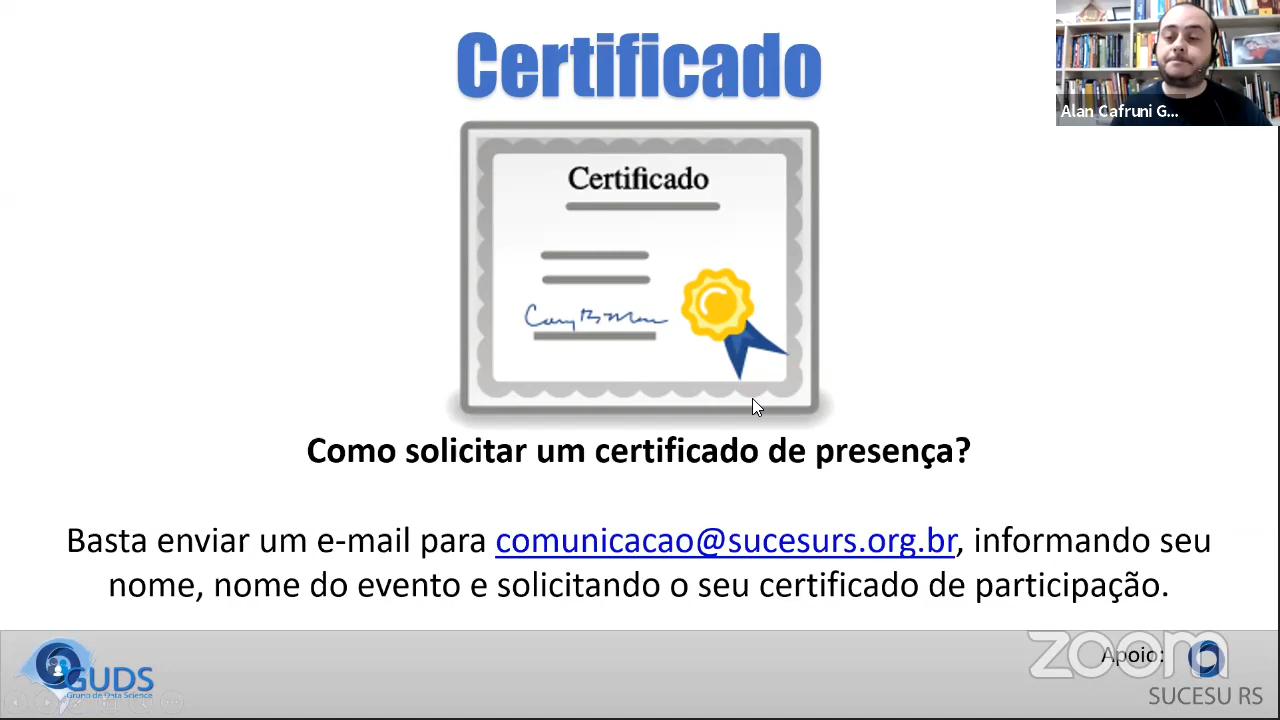 Certificado
Alan Cafruni G...
Certificado
Como solicitar um certificado de presença?
Basta enviar um e-mail para comunicacao@sucesurs.org.br, informando seu
nome, nome do evento e solicitando o seu certificado de participação.
GUDS
Grupo de Data Science
zoom
Apoio:
SUCESU RS